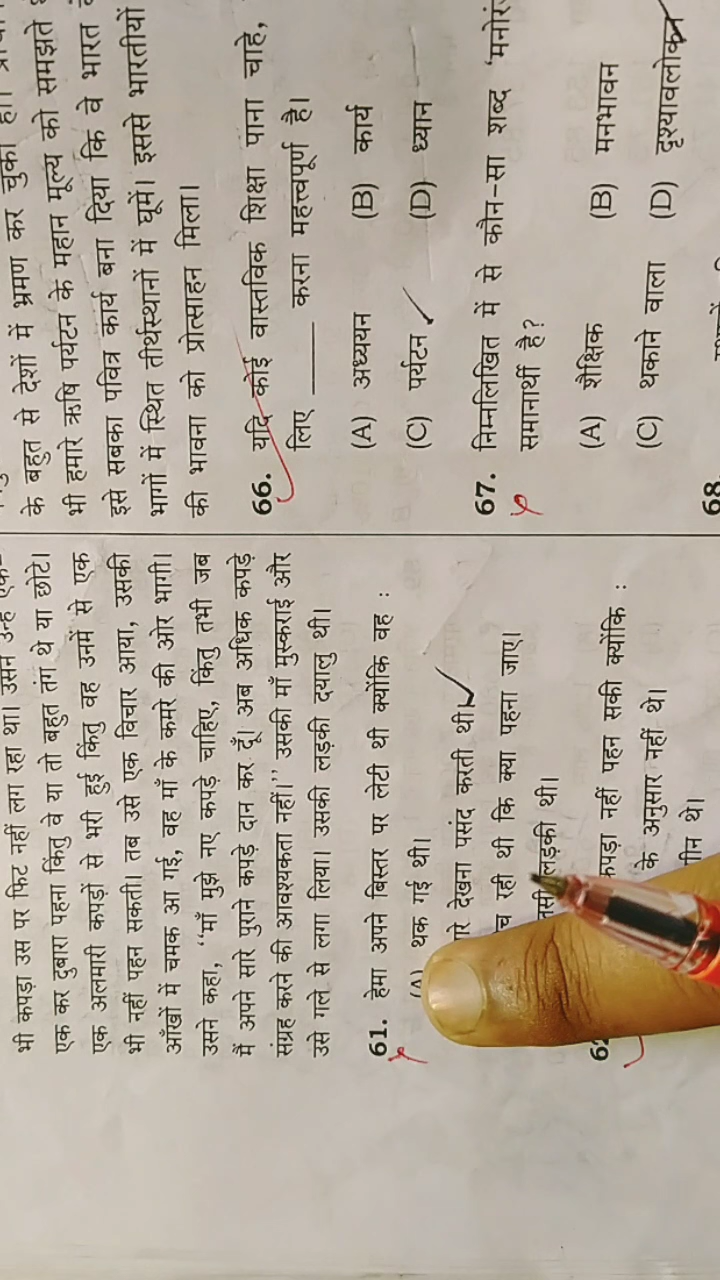 भी कपड़ा उस पर फिट नहीं लग रहा था। उसने उन्हें एक-
एक कर दुबारा पहना किंतु वे या तो बहुत तंग थे या छोटे।
एक अलमारी कपड़ों से भरी हुई किंतु वह उनमें से एक
भी नहीं पहन सकती। तब उसे एक विचार आया, उसकी
आँखों में चमक आ गई, वह माँ के कमरे की ओर भागी।
उसने कहा, ‘‘माँ मुझे नए कपड़े चाहिए, किंतु तभी जब
मैं अपने सारे पुराने कपड़े दान कर दूँ। अब अधिक कपड़े
संग्रह करने की आवश्यकता नहीं।’’ उसकी माँ मुस्कराई और
उसे गले से लगा लिया। उसकी लड़की दयालु थी।
61. हेमा अपने बिस्तर पर लेटी थी क्योंकि वह :
(A) थक गई थी।
रे देखना पसंद करती थी।
च रही थी कि क्या पहना जाए।
लसी लड़की थी।
कपड़ा नहीं पहन सकी क्योंकि :
के अनुसार नहीं थे।
के बहुत से देशों में भ्रमण कर चुका हो।
भी हमारे ऋषि पर्यटन के महान मूल्य को समझते
इसे सबका पवित्र कार्य बना दिया कि वे भारत
भागों में स्थित तीर्थस्थानों में घूमें। इससे भारतीयों
की भावना को प्रोत्साहन मिला।
66. यदि कोई वास्तविक शिक्षा पाना चाहे,
लिए ______ करना महत्त्वपूर्ण है।
(A) अध्ययन (B) कार्य
(C) पर्यटन (D) ध्यान
67. निम्नलिखित में से कौन-सा शब्द ‘मनोरं
समानार्थी है?
(A) शैक्षिक (B) मनभावन
(C) थकाने वाला (D) दृश्यावलोकन
68.